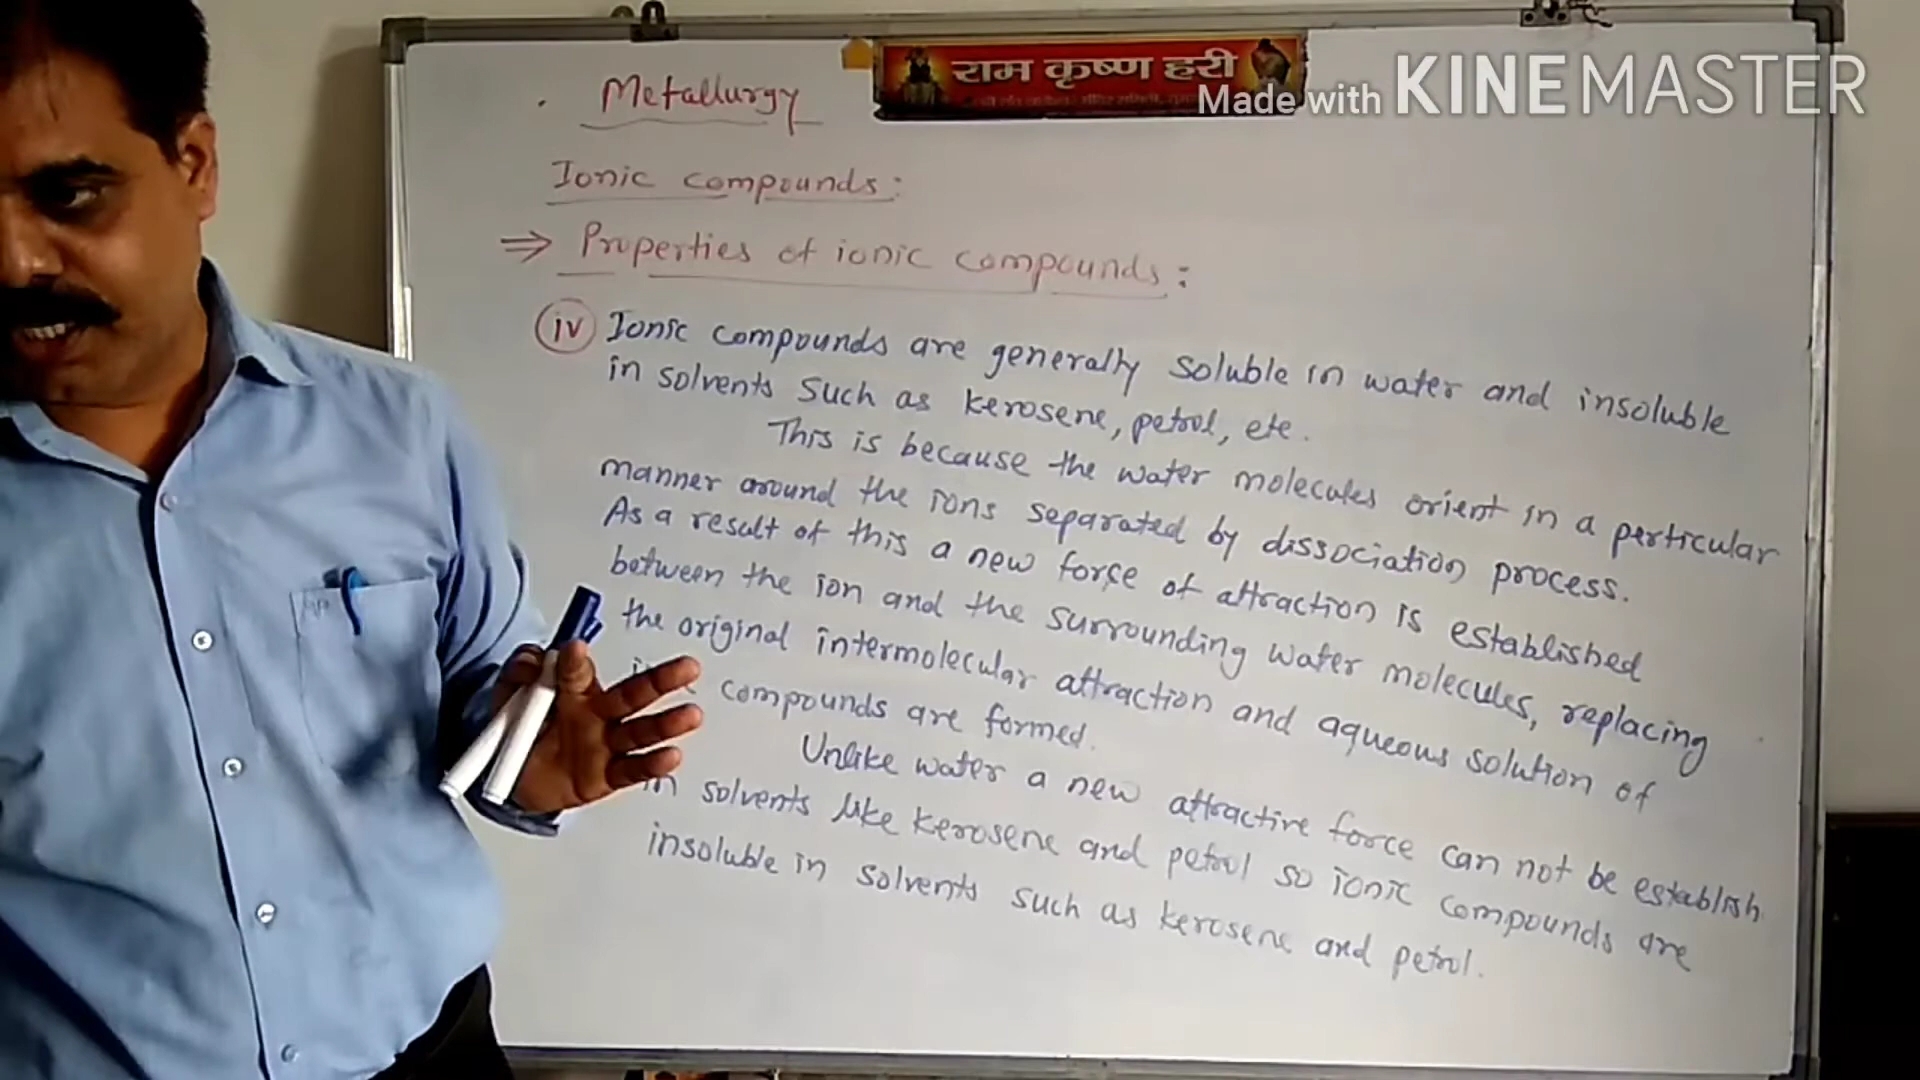 राम कृष्ण हरी
Made with KINEMASTER
Metallurgy
Ionic compounds:
⇒ Properties of ionic compounds:
iv Ionic compounds are generally soluble in water and insoluble
in solvents such as kerosene, petrol, etc.
This is because the water molecules orient in a perticular
manner around the ions separated by dissociation process.
As a result of this a new force of attraction is established
between the ion and the surrounding water molecules, replacing
the original intermolecular attraction and aqueous solution of
compounds are formed.
Unlike water a new attractive force can not be establish
in solvents like kerosene and petrol so ionic compounds are
insoluble in solvents such as kerosene and petrol.